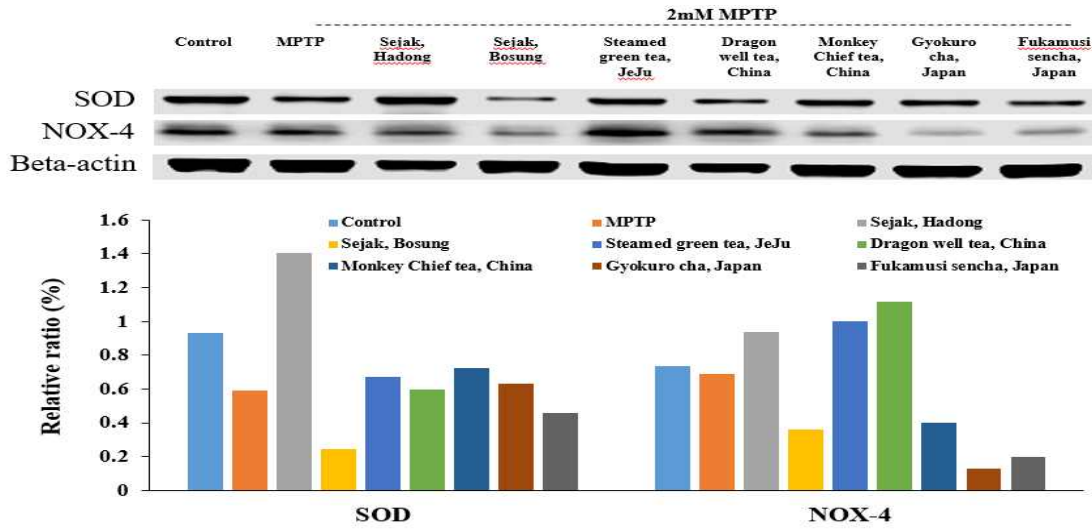 2mM MPTP
Control MPTP Sejak, Hadong Sejak, Bosung Steamed green tea, JeJu Dragon well tea, China Monkey Chief tea, China Gyokuro cha, Japan Fukamusi sencha, Japan
SOD
NOX-4
Beta-actin
Control MPTP Sejak, Hadong
Sejak, Bosung Steamed green tea, JeJu Dragon well tea, China
Monkey Chief tea, China Gyokuro cha, Japan Fukamusi sencha, Japan
Relative ratio (%)
1.6
1.4
1.2
1
0.8
0.6
0.4
0.2
0
SOD NOX-4